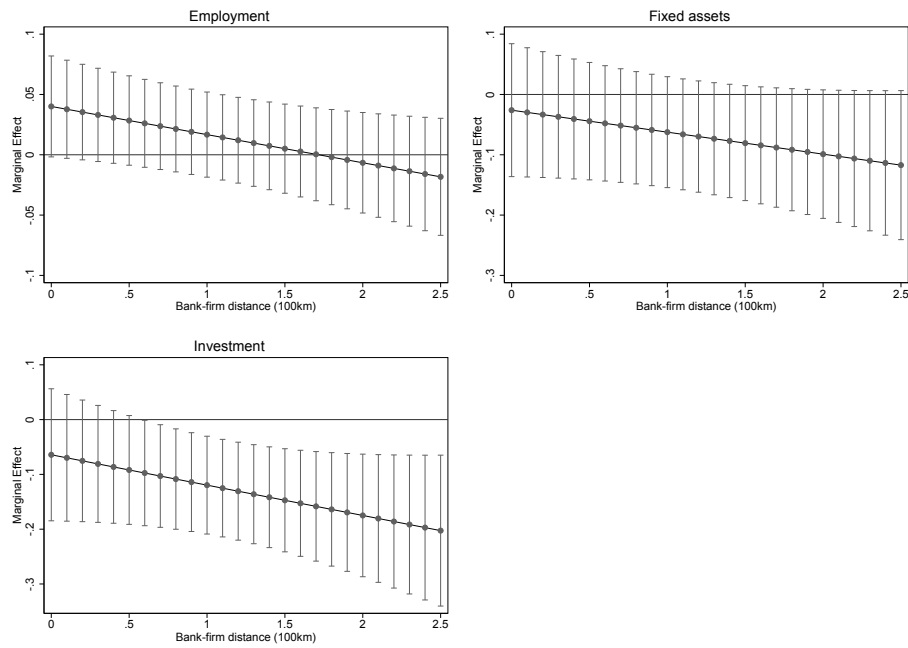 Employment
.1
.05
0
-.05
-.1
Marginal Effect
0 .5 1 1.5 2 2.5
Bank-firm distance (100km)
Fixed assets
.1
0
-.1
-.2
-.3
Marginal Effect
0 .5 1 1.5 2 2.5
Bank-firm distance (100km)
Investment
.1
0
-.1
-.2
-.3
Marginal Effect
0 .5 1 1.5 2 2.5
Bank-firm distance (100km)